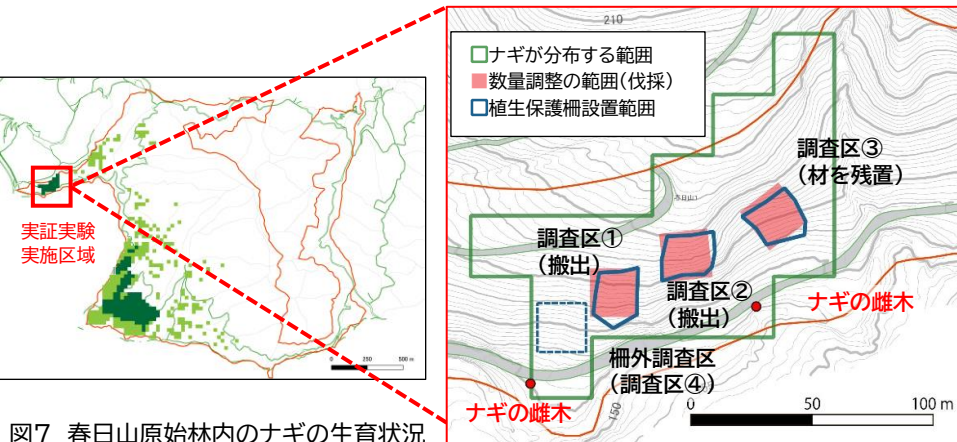 実証実験
実施区域
0 250 500 m
図7 春日山原始林内のナギの生育状況
210
ナギが分布する範囲
数量調整の範囲(伐採)
植生保護柵設置範囲
春日山1
調査区③
(材を残置)
調査区①
(搬出)
調査区②
(搬出)
ナギの雌木
柵外調査区
(調査区④)
ナギの雌木
150
0 50 100 m